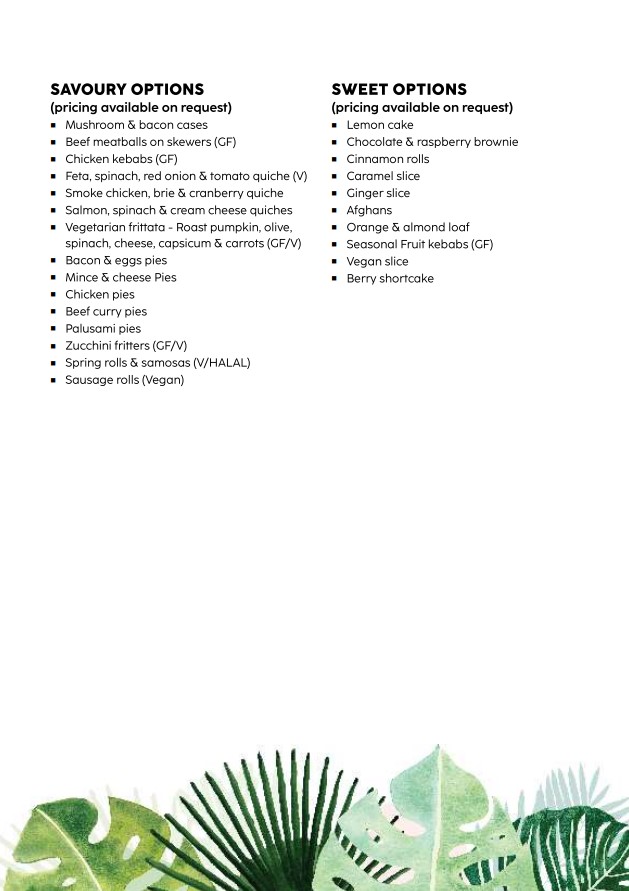 SAVOURY OPTIONS
(pricing available on request)
▪ Mushroom & bacon cases
▪ Beef meatballs on skewers (GF)
▪ Chicken kebabs (GF)
▪ Feta, spinach, red onion & tomato quiche (V)
▪ Smoke chicken, brie & cranberry quiche
▪ Salmon, spinach & cream cheese quiches
▪ Vegetarian frittata - Roast pumpkin, olive,
spinach, cheese, capsicum & carrots (GF/V)
▪ Bacon & eggs pies
▪ Mince & cheese Pies
▪ Chicken pies
▪ Beef curry pies
▪ Palusami pies
▪ Zucchini fritters (GF/V)
▪ Spring rolls & samosas (V/HALAL)
▪ Sausage rolls (Vegan)
SWEET OPTIONS
(pricing available on request)
▪ Lemon cake
▪ Chocolate & raspberry brownie
▪ Cinnamon rolls
▪ Caramel slice
▪ Ginger slice
▪ Afghans
▪ Orange & almond loaf
▪ Seasonal Fruit kebabs (GF)
▪ Vegan slice
▪ Berry shortcake